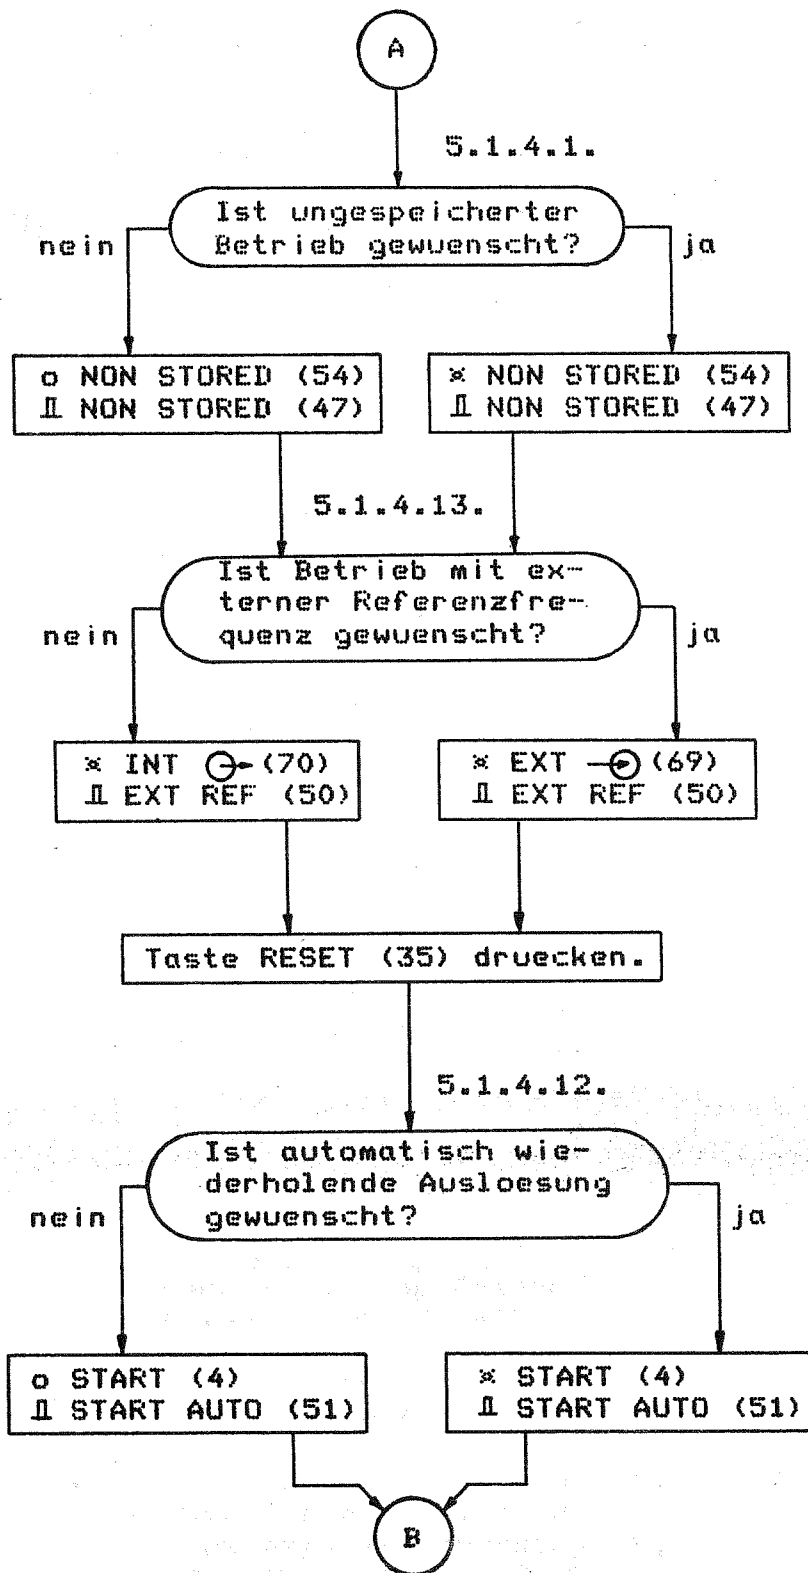 A
5.1.4.1.
Ist ungespeicherter
Betrieb gewuenscht?
nein
ja
o NON STORED (54)
⎍ NON STORED (47)
¤ NON STORED (54)
⎍ NON STORED (47)
5.1.4.13.
Ist Betrieb mit ex-
terner Referenzfre-
quenz gewuenscht?
nein
ja
¤ INT (70)
⎍ EXT REF (50)
¤ EXT (69)
⎍ EXT REF (50)
Taste RESET (35) druecken.
5.1.4.12.
Ist automatisch wie-
derholende Ausloesung
gewuenscht?
nein
ja
o START (4)
⎍ START AUTO (51)
¤ START (4)
⎍ START AUTO (51)
B